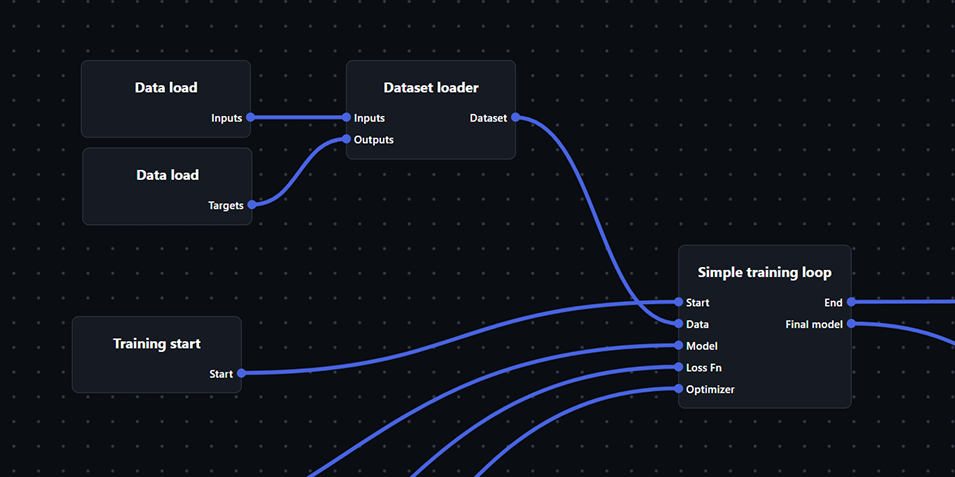 Data load
Inputs
Data load
Targets
Dataset loader
Inputs Dataset
Outputs
Training start
Start
Simple training loop
Start End
Data Final model
Model
Loss Fn
Optimizer